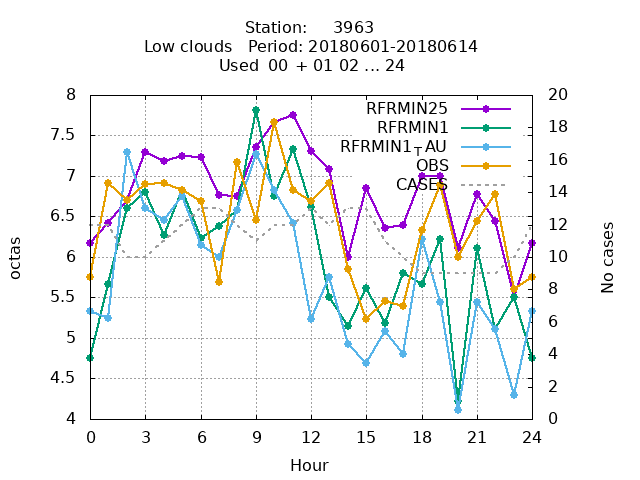 Station: 3963
Low clouds Period: 20180601-20180614
Used 00 + 01 02 ... 24
8
7.5
7
6.5
6
5.5
5
4.5
4
octas
20
18
16
14
12
10
8
6
4
2
0
No cases
RFRMIN25
RFRMIN1
RFRMIN1_TAU
OBS
CASES
0 3 6 9 12 15 18 21 24
Hour